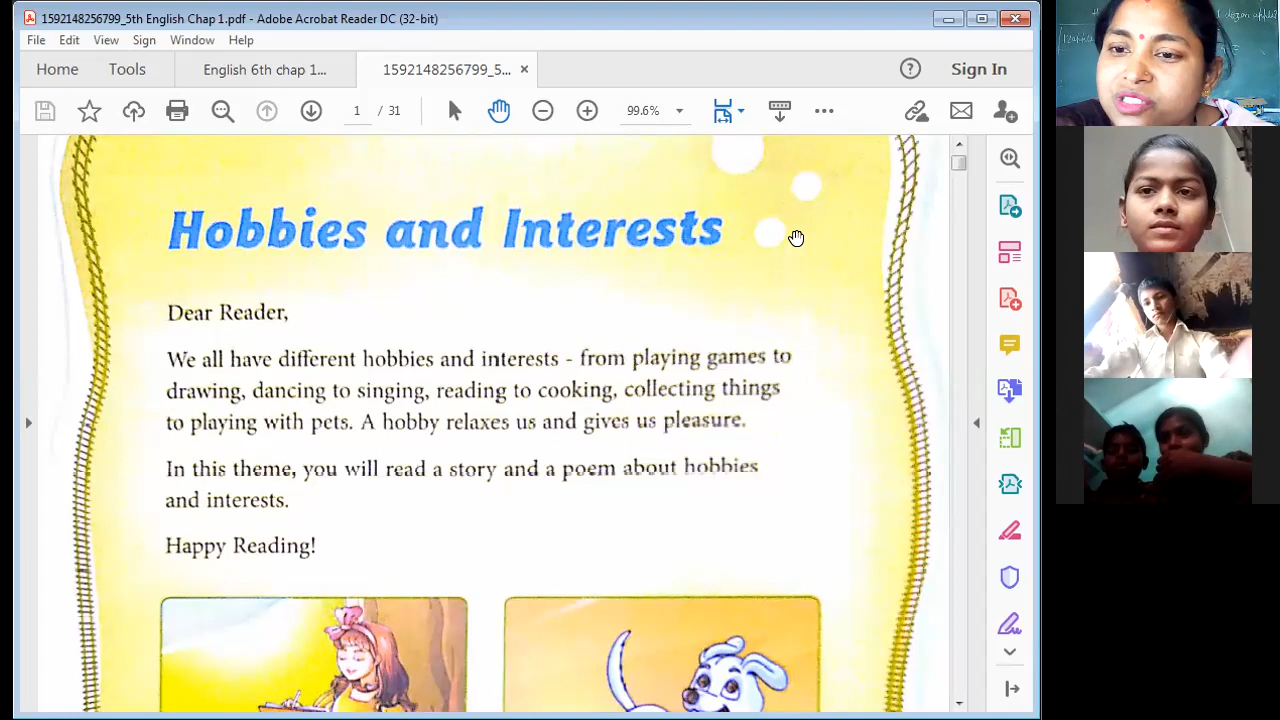 1592148256799_5th English Chap 1.pdf - Adobe Acrobat Reader DC (32-bit)
File Edit View Sign Window Help
Home Tools English 6th chap 1... 1592148256799_5... × Sign In
1 / 31 99.6%
Hobbies and Interests
Dear Reader,
We all have different hobbies and interests - from playing games to
drawing, dancing to singing, reading to cooking, collecting things
to playing with pets. A hobby relaxes us and gives us pleasure.
In this theme, you will read a story and a poem about hobbies
and interests.
Happy Reading!